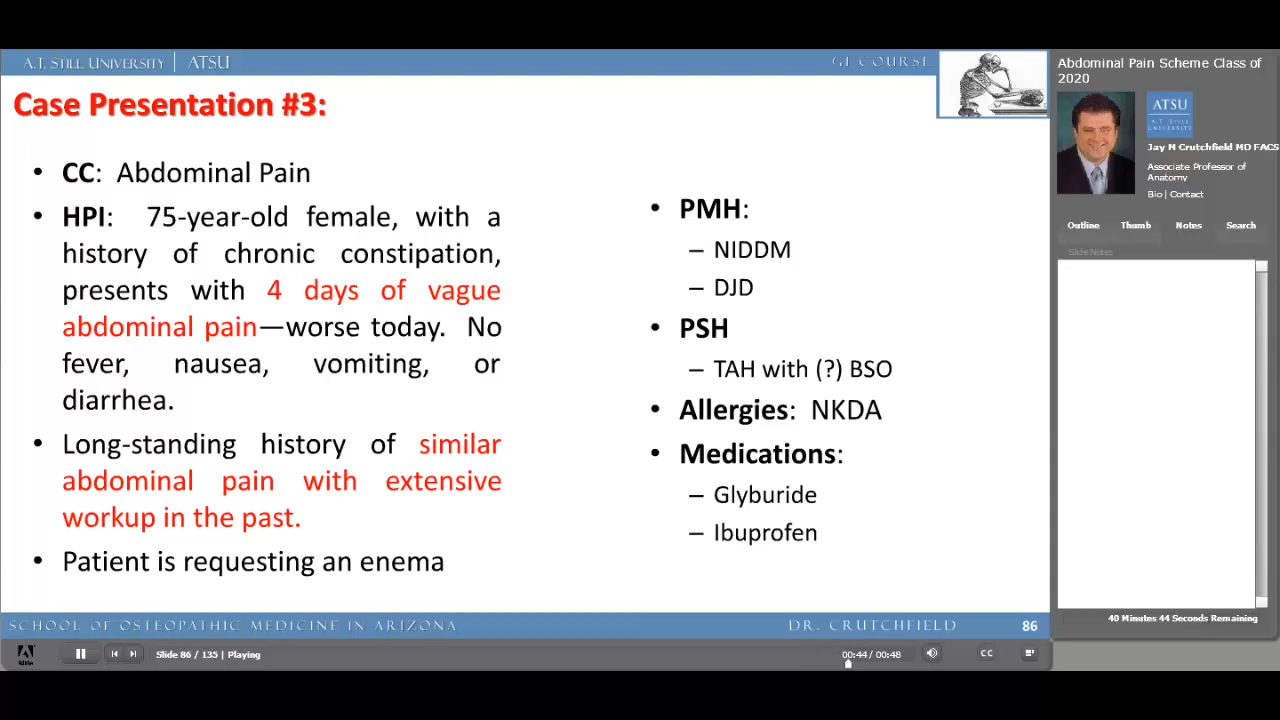 A.T. STILL UNIVERSITY | ATSU
GI COURSE
Case Presentation #3:
• CC: Abdominal Pain
• HPI: 75-year-old female, with a
history of chronic constipation,
presents with 4 days of vague
abdominal pain—worse today. No
fever, nausea, vomiting, or
diarrhea.
• Long-standing history of similar
abdominal pain with extensive
workup in the past.
• Patient is requesting an enema
• PMH:
– NIDDM
– DJD
• PSH
– TAH with (?) BSO
• Allergies: NKDA
• Medications:
– Glyburide
– Ibuprofen
SCHOOL OF OSTEOPATHIC MEDICINE IN ARIZONA
DR. CRUTCHFIELD
86
Abdominal Pain Scheme Class of
2020
ATSU
A.T. STILL
UNIVERSITY
Jay M Crutchfield MD FACS
Associate Professor of
Anatomy
Bio | Contact
Outline Thumb Notes Search
Slide Notes
40 Minutes 44 Seconds Remaining
Slide 86 / 135 | Playing
00:44 / 00:48
CC